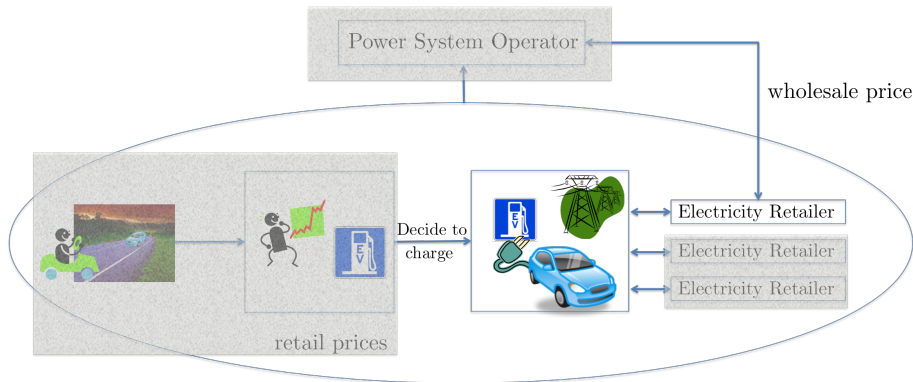 Power System Operator
wholesale price
Decide to
charge
EV
EV
Electricity Retailer
Electricity Retailer
Electricity Retailer
retail prices